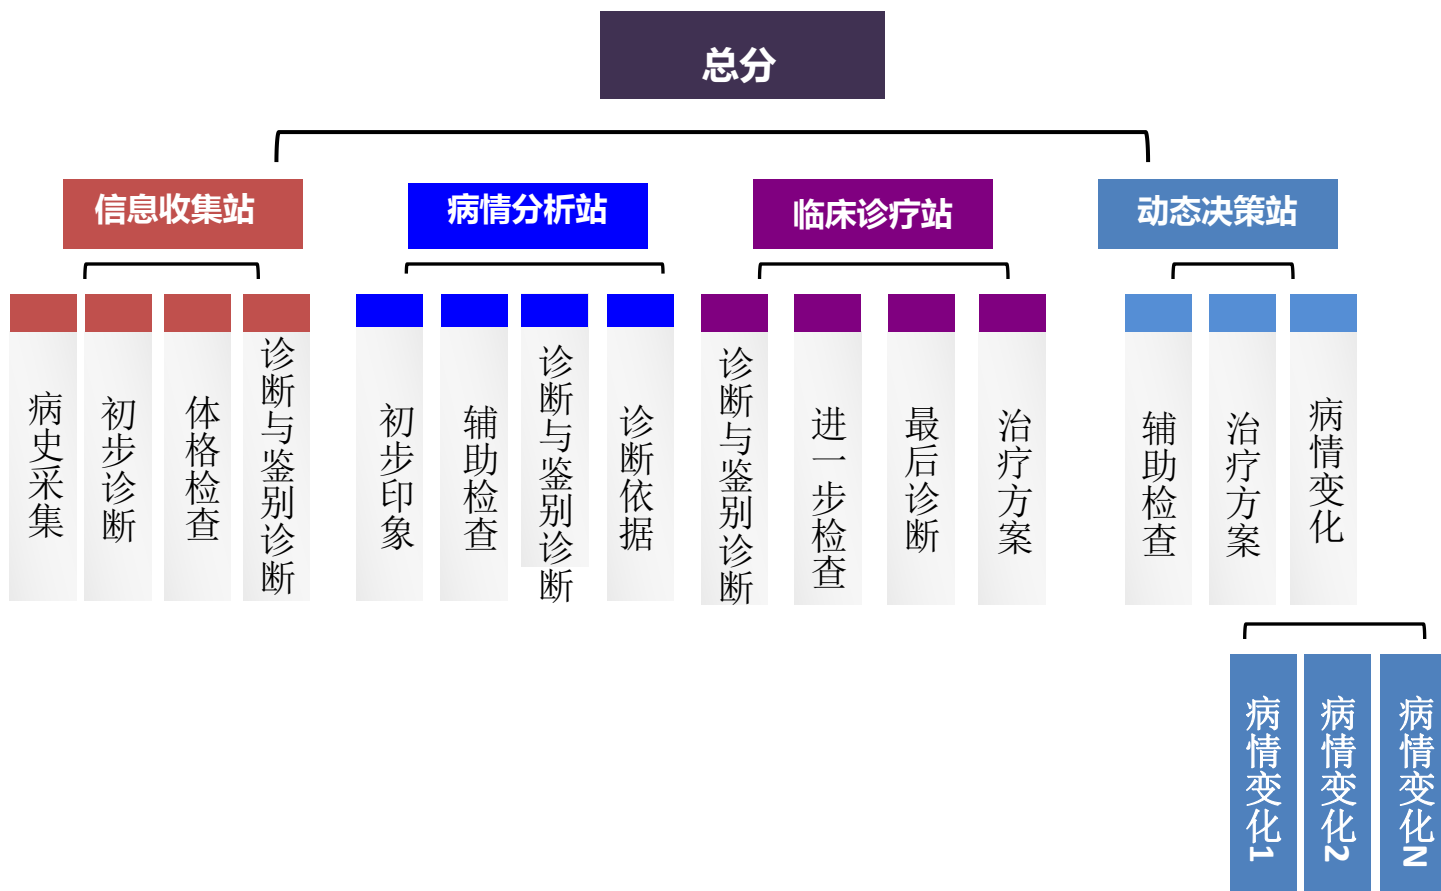 总分
信息收集站
病情分析站
临床诊疗站
动态决策站
病史采集
初步诊断
体格检查
诊断与鉴别诊断
初步印象
辅助检查
诊断与鉴别诊断
诊断依据
诊断与鉴别诊断
进一步检查
最后诊断
治疗方案
辅助检查
治疗方案
病情变化
病情变化1
病情变化2
病情变化N